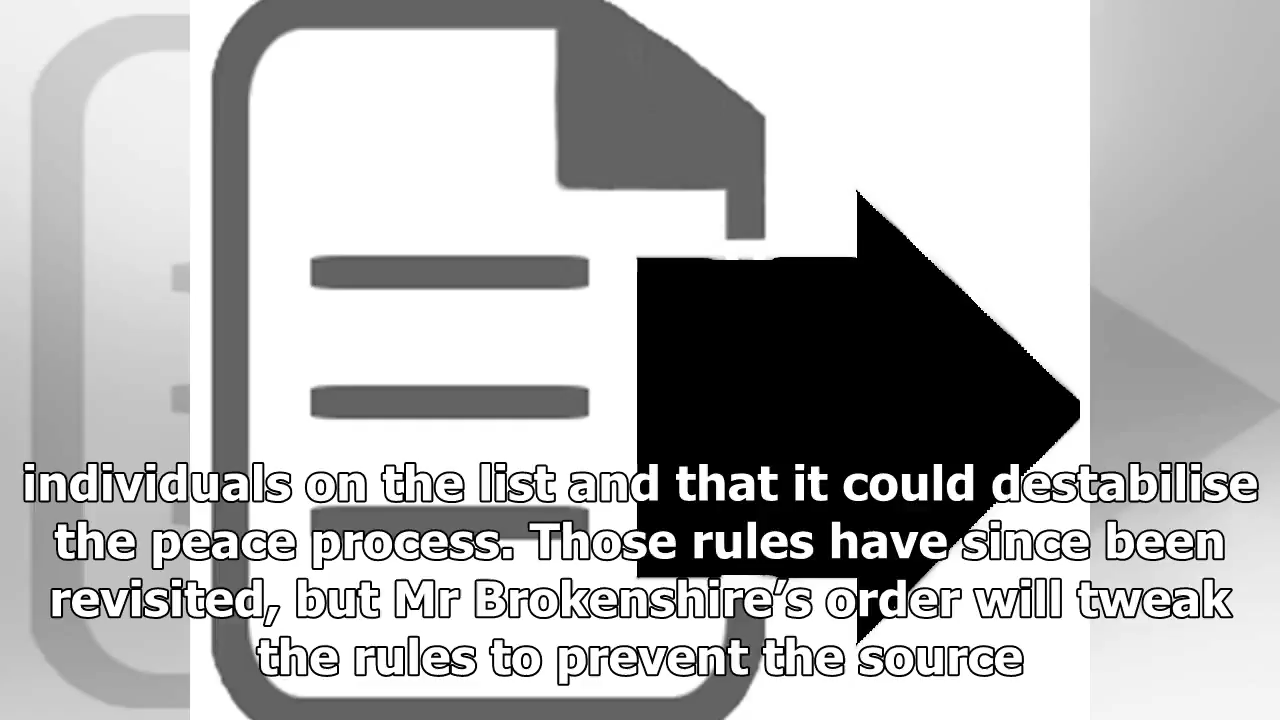 individuals on the list and that it could destabilise
the peace process. Those rules have since been
revisited, but Mr Brokenshire’s order will tweak
the rules to prevent the source